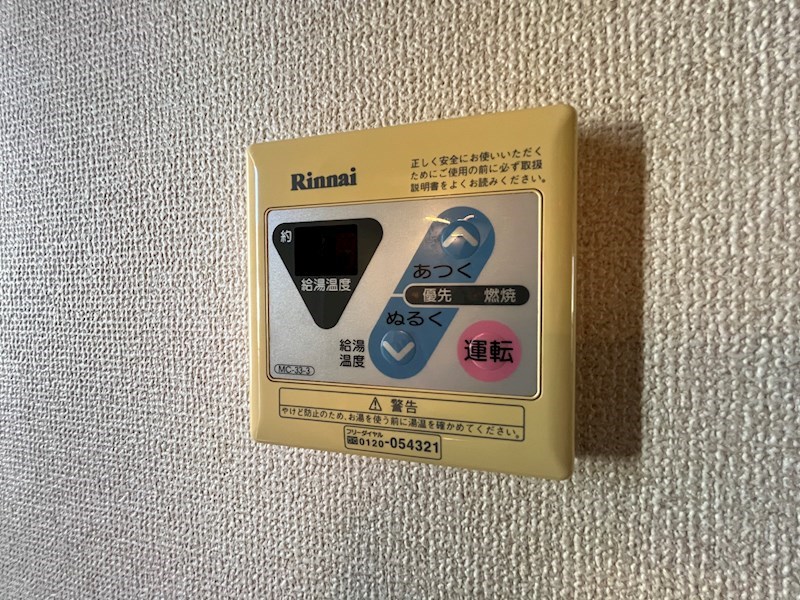 Rinnai
正しく安全にお使いいただく
ためにご使用の前に必ず取扱
説明書をよくお読みください。
約
給湯温度
あつく
優先 燃焼
ぬるく
給湯
温度
運転
MC-33-3
⚠ 警告
やけど防止のため、お湯を使う前に湯温を確かめてください。
フリーダイヤル
0120-054321